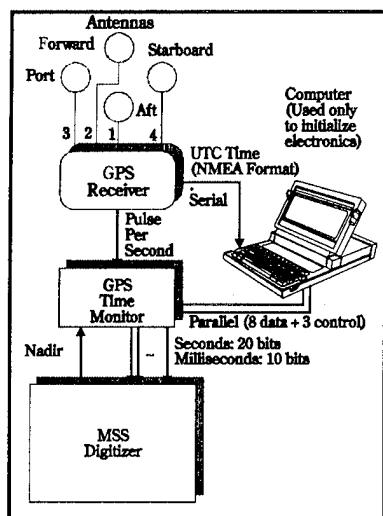 Antennas
Forward
Starboard
Port
Aft
3 2 1 4
Computer
(Used only
to initialize
electronics)
GPS
Receiver
UTC Time
(NMEA Format)
Serial
Pulse
Per
Second
GPS
Time
Monitor
Parallel (8 data + 3 control)
Nadir
Seconds: 20 bits
Milliseconds: 10 bits
MSS
Digitizer